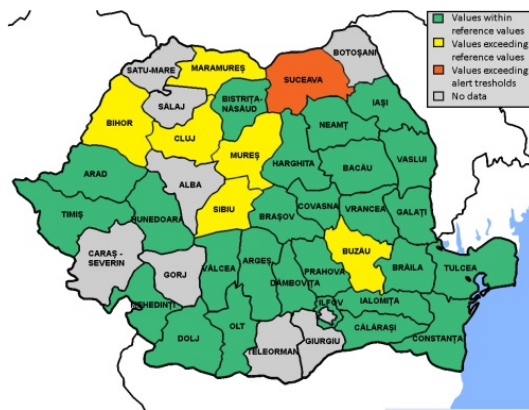 Values within
reference values
Values exceeding
reference values
Values exceeding
alert tresholds
No data
BOTOȘANI
SATU-MARE
MARAMUREȘ
SUCEAVA
SĂLAJ
BISTRIȚA-
NĂSĂUD
IAȘI
BIHOR
CLUJ
NEAMȚ
MUREȘ
HARGHITA
BACĂU
VASLUI
ARAD
ALBA
TIMIȘ
HUNEDOARA
SIBIU
BRAȘOV
COVASNA
VRANCEA
GALAȚI
CARAȘ -
SEVERIN
GORJ
VÂLCEA
ARGEȘ
DÂMBOVIȚA
PRAHOVA
BUZĂU
BRĂILA
TULCEA
MEHEDINȚI
ILFOV
IALOMIȚA
DOLJ
OLT
TELEORMAN
GIURGIU
CĂLĂRAȘI
CONSTANȚA